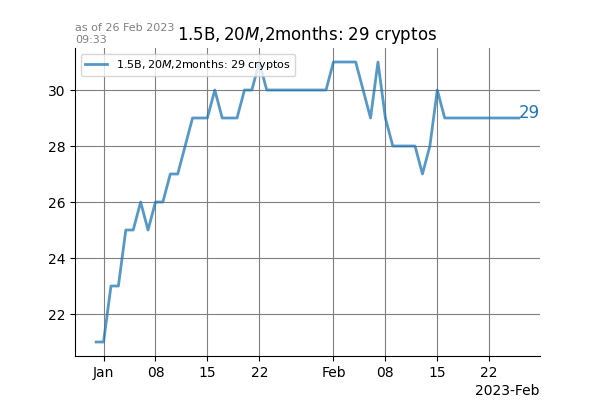 as of 26 Feb 2023
09:33
1.5B, 20M,2months: 29 cryptos
1.5B, 20M,2months: 29 cryptos
30
28
26
24
22
29
Jan
08
15
22
Feb
08
15
22
2023-Feb